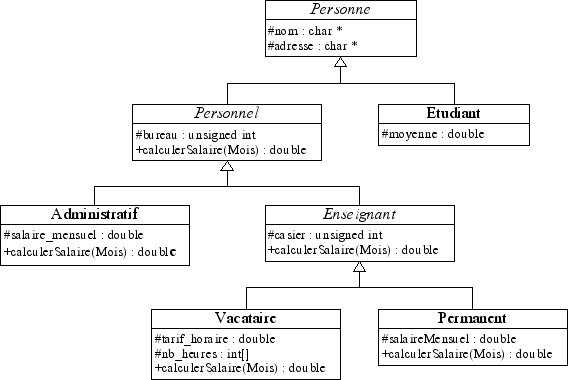 Personne
#nom : char *
#adresse : char *
Personnel
#bureau : unsigned int
+calculerSalaire(Mois) : double
Etudiant
#moyenne : double
Administratif
#salaire_mensuel : double
+calculerSalaire(Mois) : double
Enseignant
#casier : unsigned int
+calculerSalaire(Mois) : double
Vacataire
#tarif_horaire : double
#nb_heures : int[]
+calculerSalaire(Mois) : double
Permanent
#salaireMensuel : double
+calculerSalaire(Mois) : double